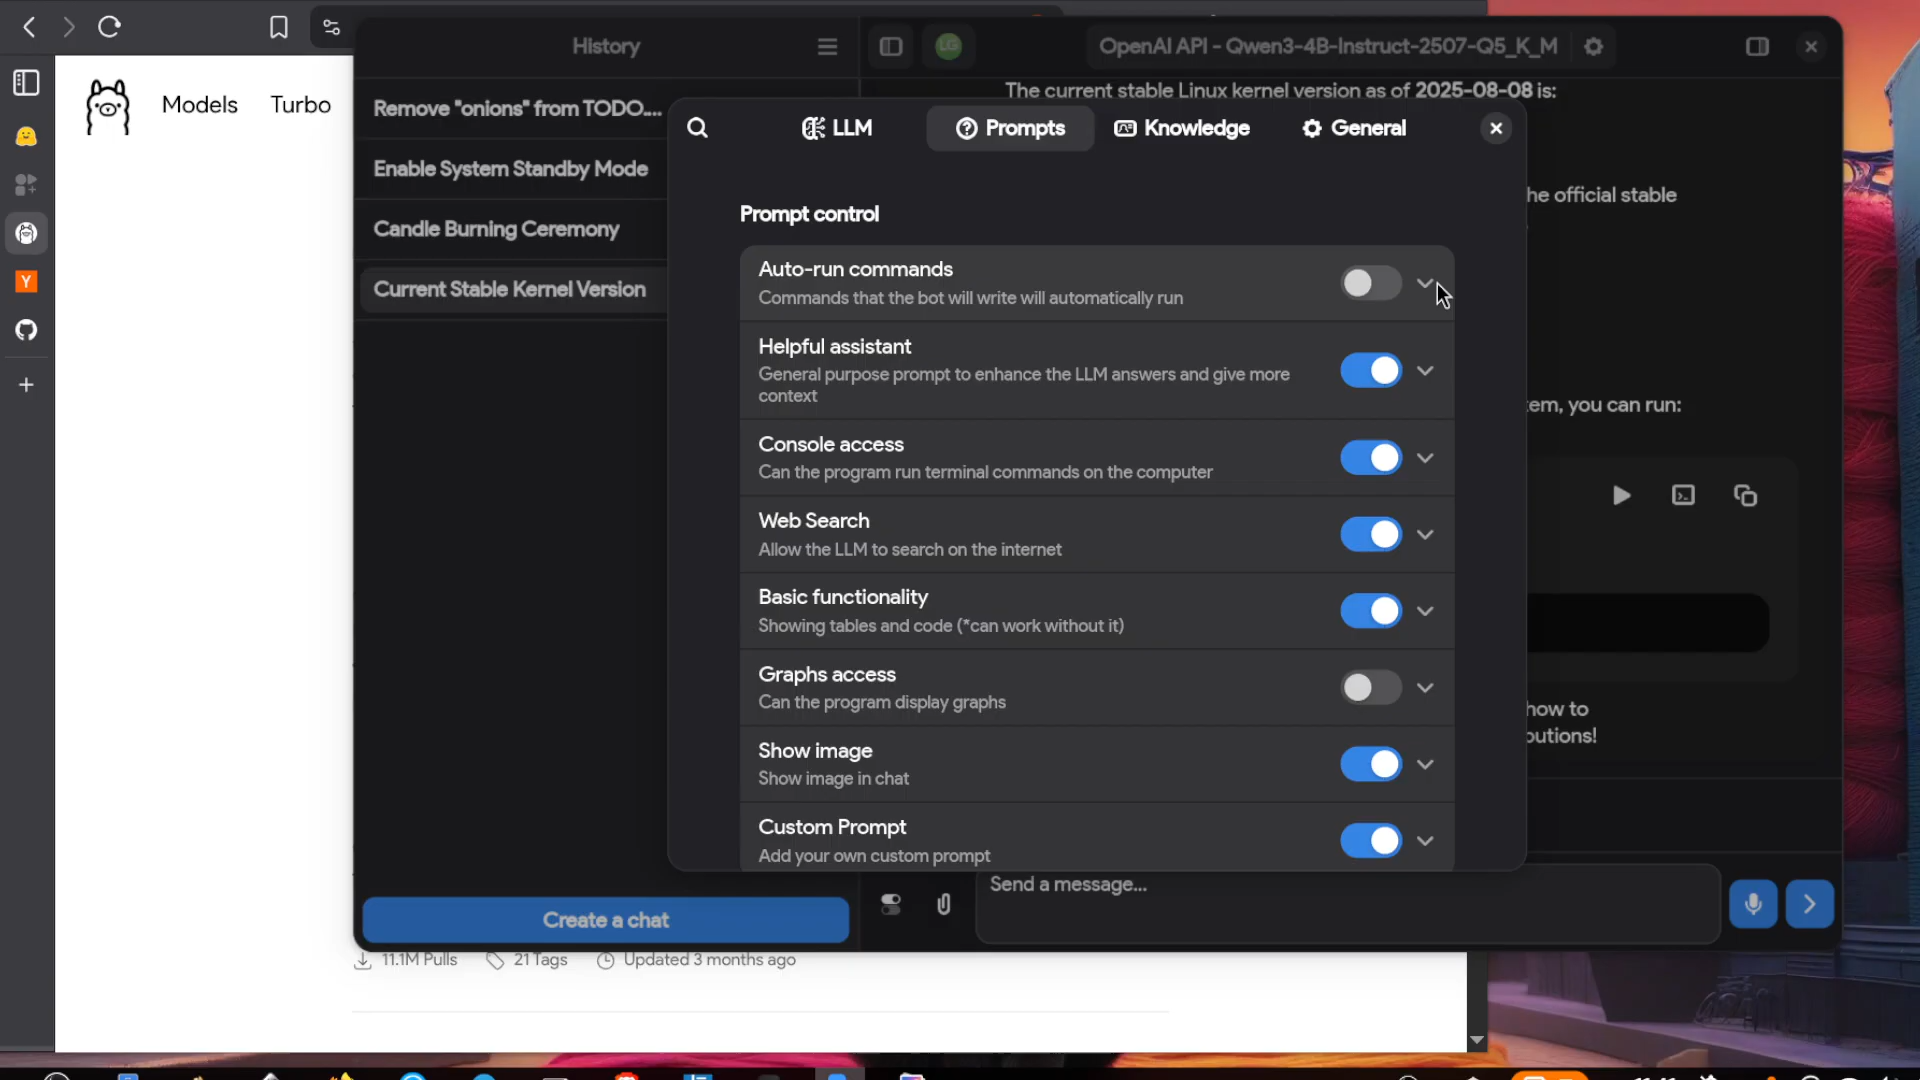 History
LG
OpenAI API - Qwen3-4B-Instruct-2507-Q5_K_M
Models
Turbo
Remove "onions" from TODO....
Enable System Standby Mode
Candle Burning Ceremony
Current Stable Kernel Version
The current stable Linux kernel version as of 2025-08-08 is:
LLM
Prompts
Knowledge
General
he official stable
Prompt control
Auto-run commands
Commands that the bot will write will automatically run
Helpful assistant
General purpose prompt to enhance the LLM answers and give more
context
em, you can run:
Console access
Can the program run terminal commands on the computer
Web Search
Allow the LLM to search on the internet
Basic functionality
Showing tables and code (*can work without it)
Graphs access
Can the program display graphs
how to
butions!
Show image
Show image in chat
Custom Prompt
Add your own custom prompt
Send a message...
Create a chat
11.1M Pulls
21 Tags
Updated 3 months ago